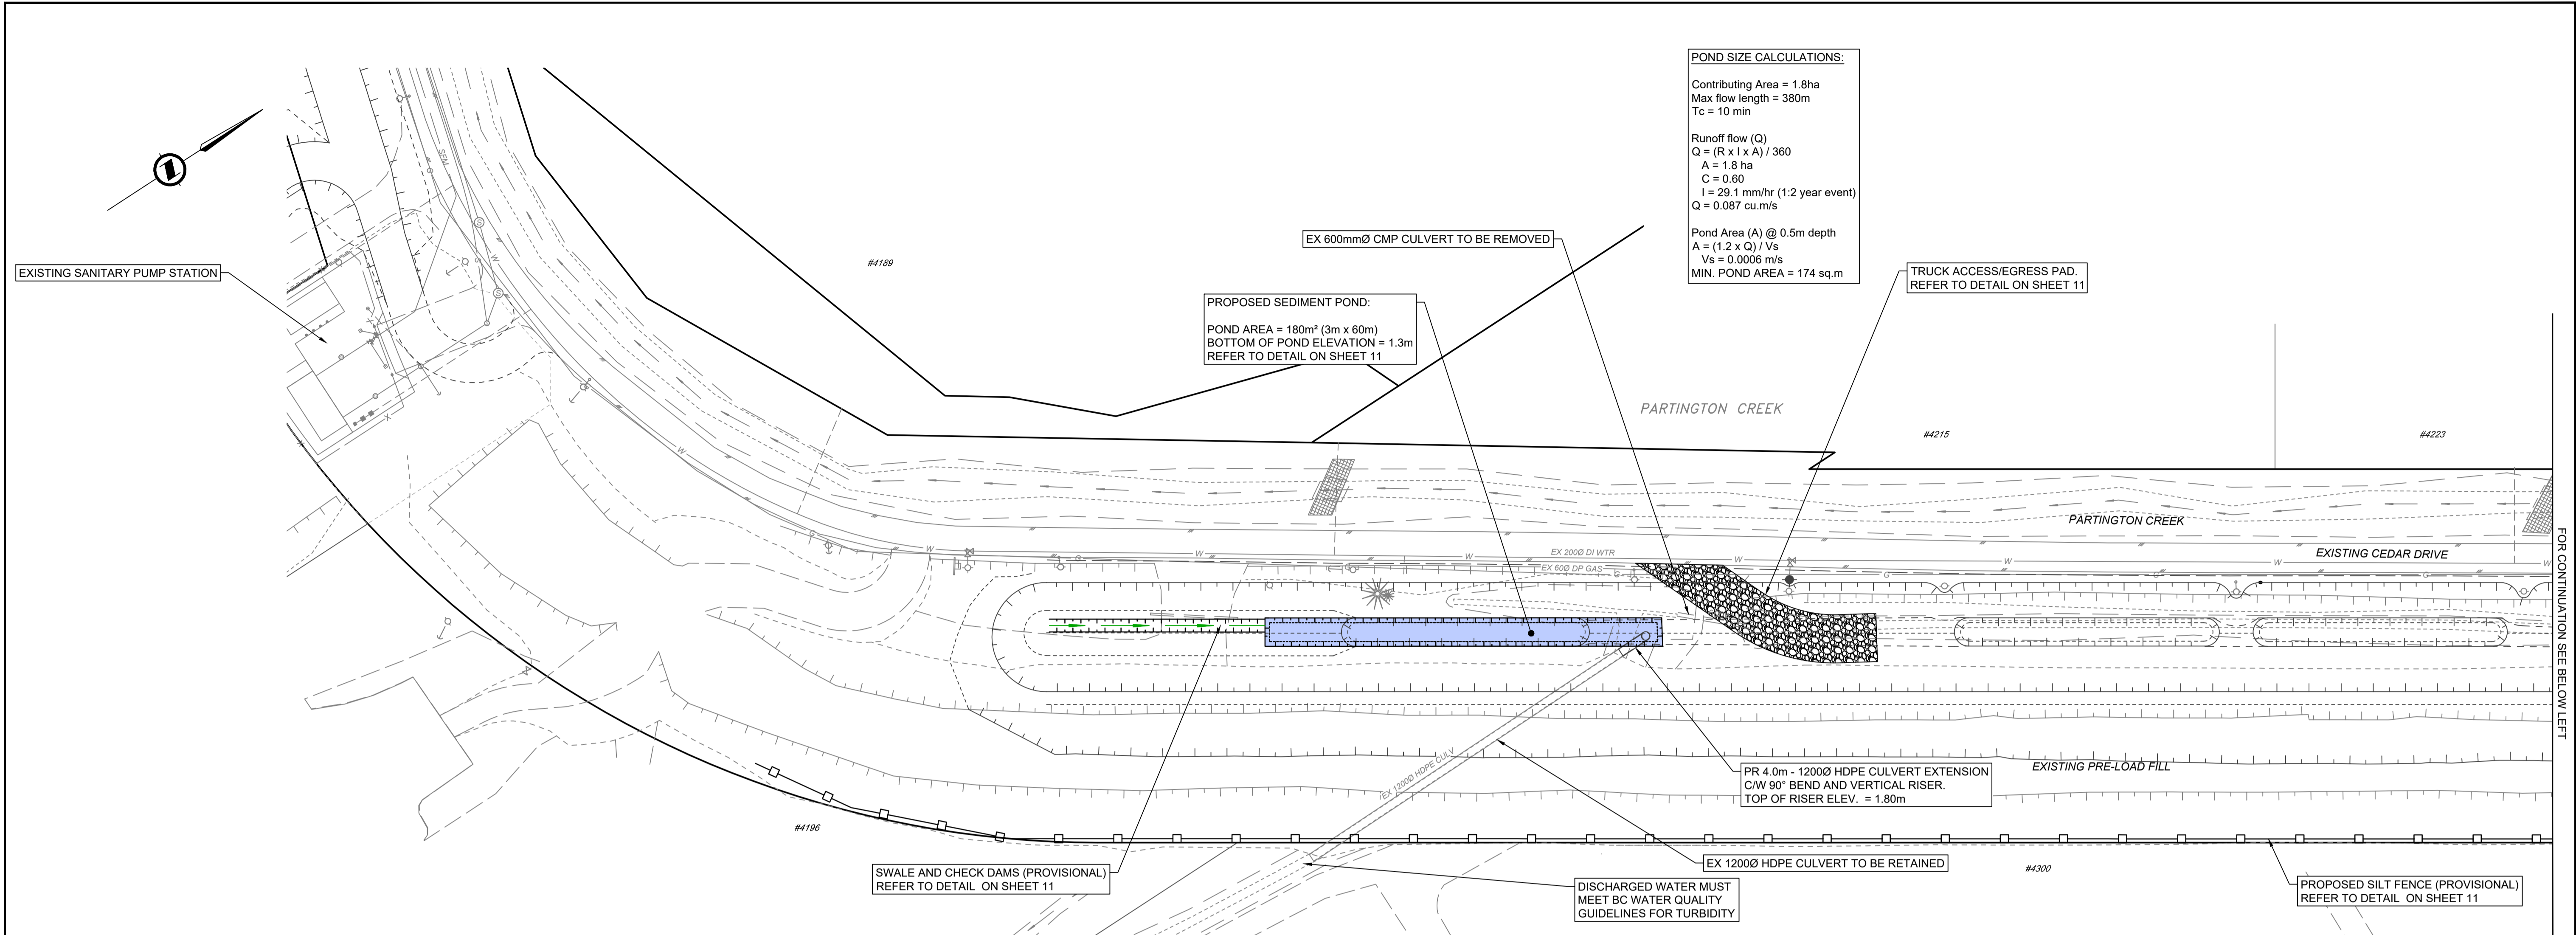 POND SIZE CALCULATIONS:
Contributing Area = 1.8ha
Max flow length = 380m
Tc = 10 min
Runoff flow (Q)
Q = (R x I x A) / 360
A = 1.8 ha
C = 0.60
I = 29.1 mm/hr (1:2 year event)
Q = 0.087 cu.m/s
Pond Area (A) @ 0.5m depth
A = (1.2 x Q) / Vs
Vs = 0.0006 m/s
MIN. POND AREA = 174 sq.m
EX 600mmØ CMP CULVERT TO BE REMOVED
EXISTING SANITARY PUMP STATION
#4189
TRUCK ACCESS/EGRESS PAD.
REFER TO DETAIL ON SHEET 11
PROPOSED SEDIMENT POND:
POND AREA = 180m² (3m x 60m)
BOTTOM OF POND ELEVATION = 1.3m
REFER TO DETAIL ON SHEET 11
PARTINGTON CREEK
#4215
#4223
PARTINGTON CREEK
EXISTING CEDAR DRIVE
EX 200Ø DI WTR
EX 60Ø DP GAS
SFM
S
S
W
W
W
W
W
W
W
W
W
W
G
G
G
G
FOR CONTINUATION SEE BELOW LEFT
EX 1200Ø HDPE CULV
EXISTING PRE-LOAD FILL
PR 4.0m - 1200Ø HDPE CULVERT EXTENSION
C/W 90° BEND AND VERTICAL RISER.
TOP OF RISER ELEV. = 1.80m
#4196
SWALE AND CHECK DAMS (PROVISIONAL)
REFER TO DETAIL ON SHEET 11
EX 1200Ø HDPE CULVERT TO BE RETAINED
#4300
DISCHARGED WATER MUST
MEET BC WATER QUALITY
GUIDELINES FOR TURBIDITY
PROPOSED SILT FENCE (PROVISIONAL)
REFER TO DETAIL ON SHEET 11